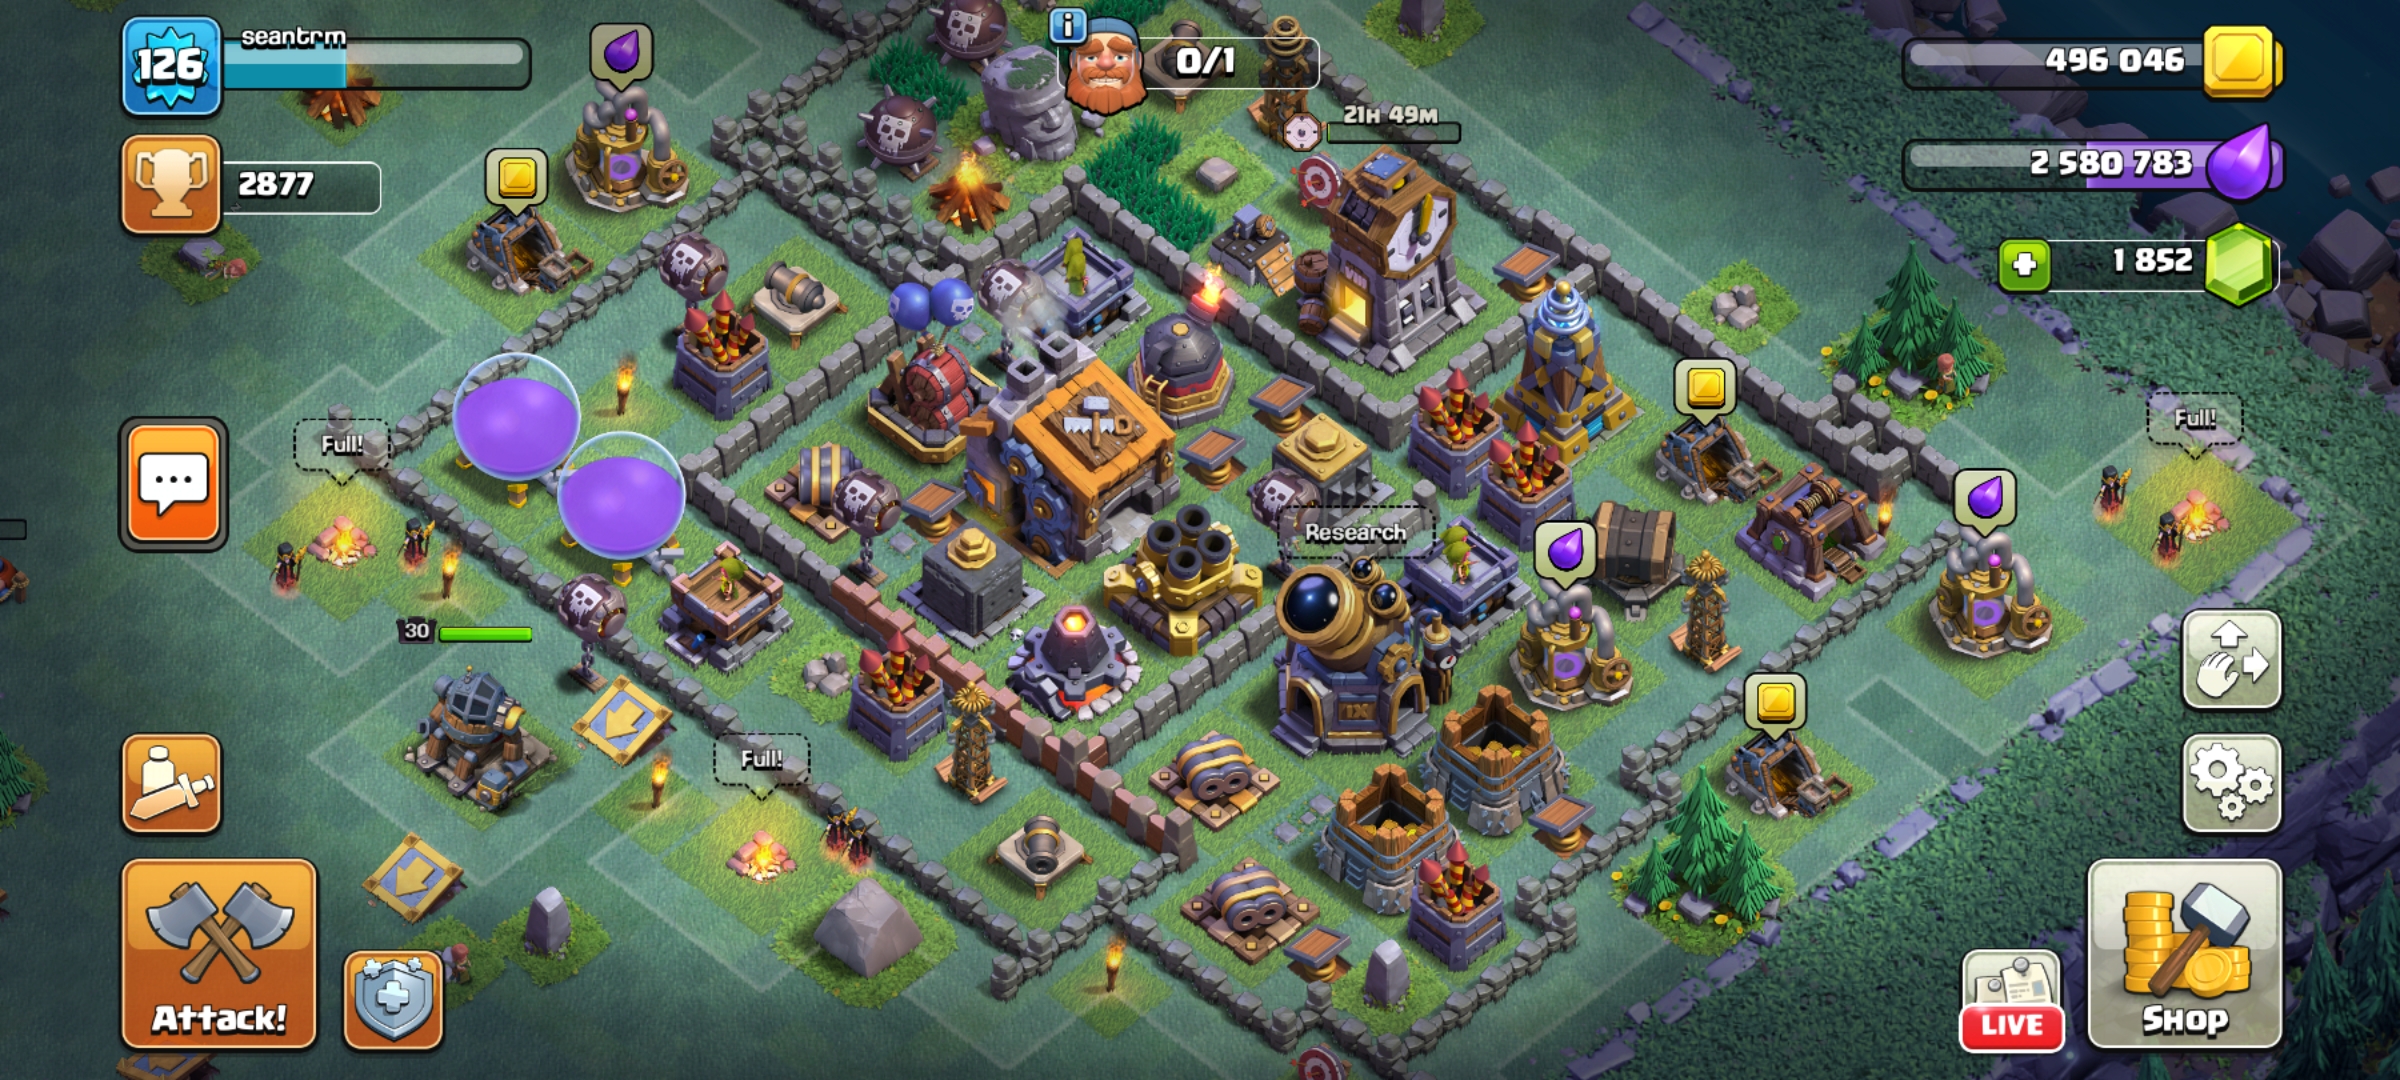 126
seantrm
0/1
496 046
21H 49M
2 580 783
2877
1 852
Full!
Full!
Research
30
IX
Full!
Attack!
LIVE
SHOP